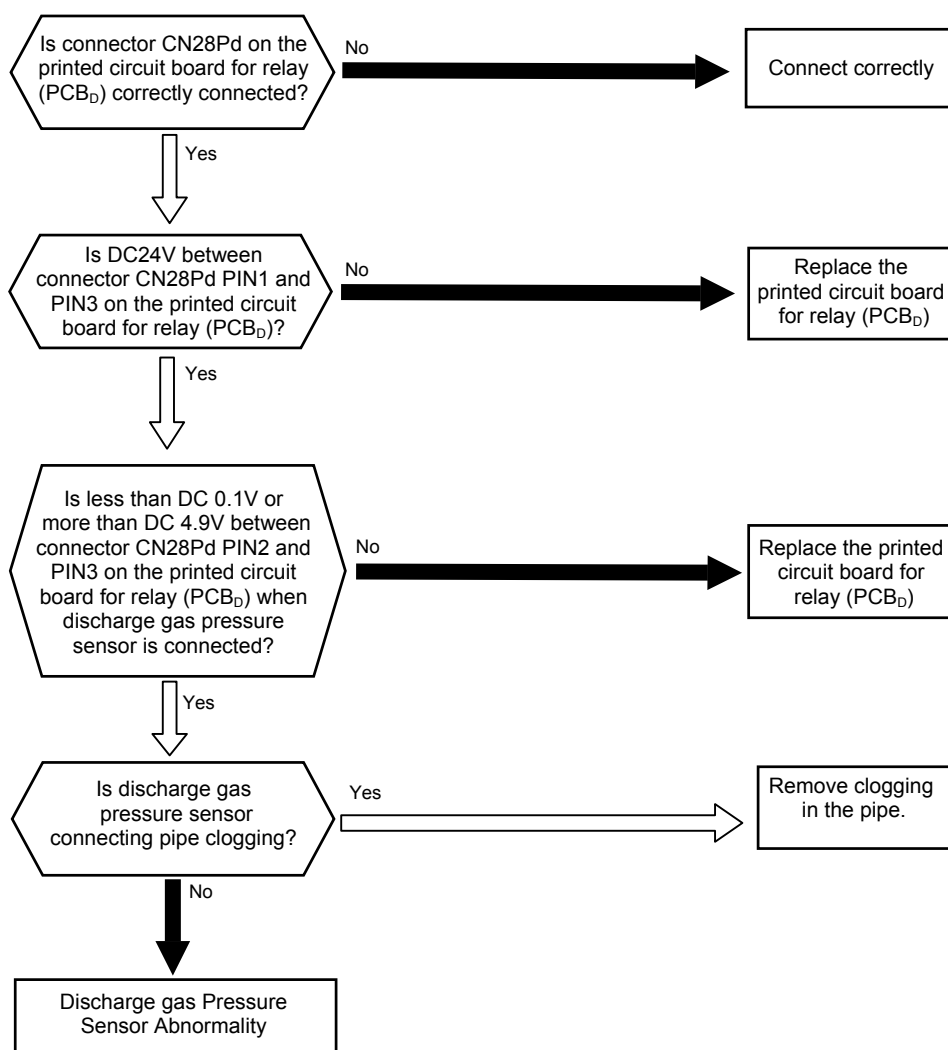 Is connector CN28Pd on the
printed circuit board for relay
(PCBD) correctly connected?
No
Connect correctly
Yes
Is DC24V between
connector CN28Pd PIN1 and
PIN3 on the printed circuit
board for relay (PCBD)?
No
Replace the
printed circuit board
for relay (PCBD)
Yes
Is less than DC 0.1V or
more than DC 4.9V between
connector CN28Pd PIN2 and
PIN3 on the printed circuit
board for relay (PCBD) when
discharge gas pressure
sensor is connected?
No
Replace the printed
circuit board for
relay (PCBD)
Yes
Is discharge gas
pressure sensor
connecting pipe clogging?
Yes
Remove clogging
in the pipe.
No
Discharge gas Pressure
Sensor Abnormality